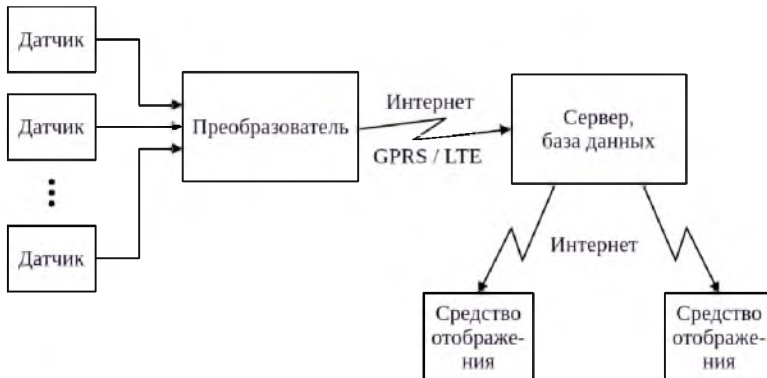 Датчик
Датчик
Датчик
Преобразователь
Интернет
GPRS / LTE
Сервер,
база данных
Интернет
Средство
отображе-
ния
Средство
отображе-
ния